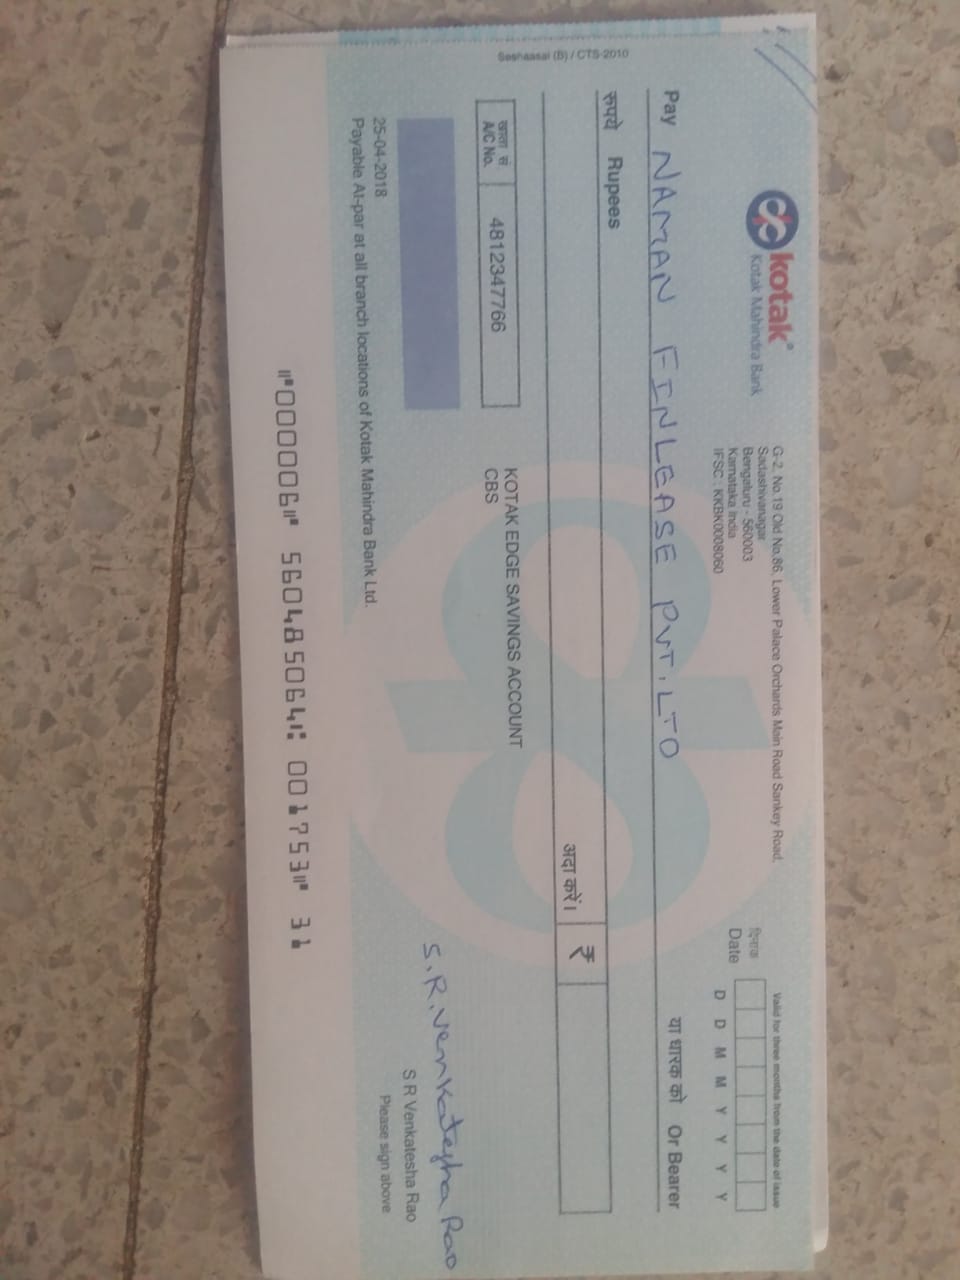 kotak
Kotak Mahindra Bank
G-2, No.19 Old No.86, Lower Palace Orchards Main Road Sankey Road,
Sadashivanagar
Bengaluru - 560003
Karnataka India
IFSC : KKBK0008060
Valid for three months from the date of issue
दिनांक
Date
D D M M Y Y Y Y
Pay NAMAN FINLEASE PVT. LTD
या धारक को Or Bearer
रुपये Rupees
अदा करें।
₹
खाता सं
A/C No.
4812347766
KOTAK EDGE SAVINGS ACCOUNT
CBS
Seshaasai (B) / CTS-2010
S.R.Venkatesha Rao
S R Venkatesha Rao
Please sign above
25-04-2018
Payable At-par at all branch locations of Kotak Mahindra Bank Ltd.
⑈000006⑈ 560485064⑆ 001753⑈ 31